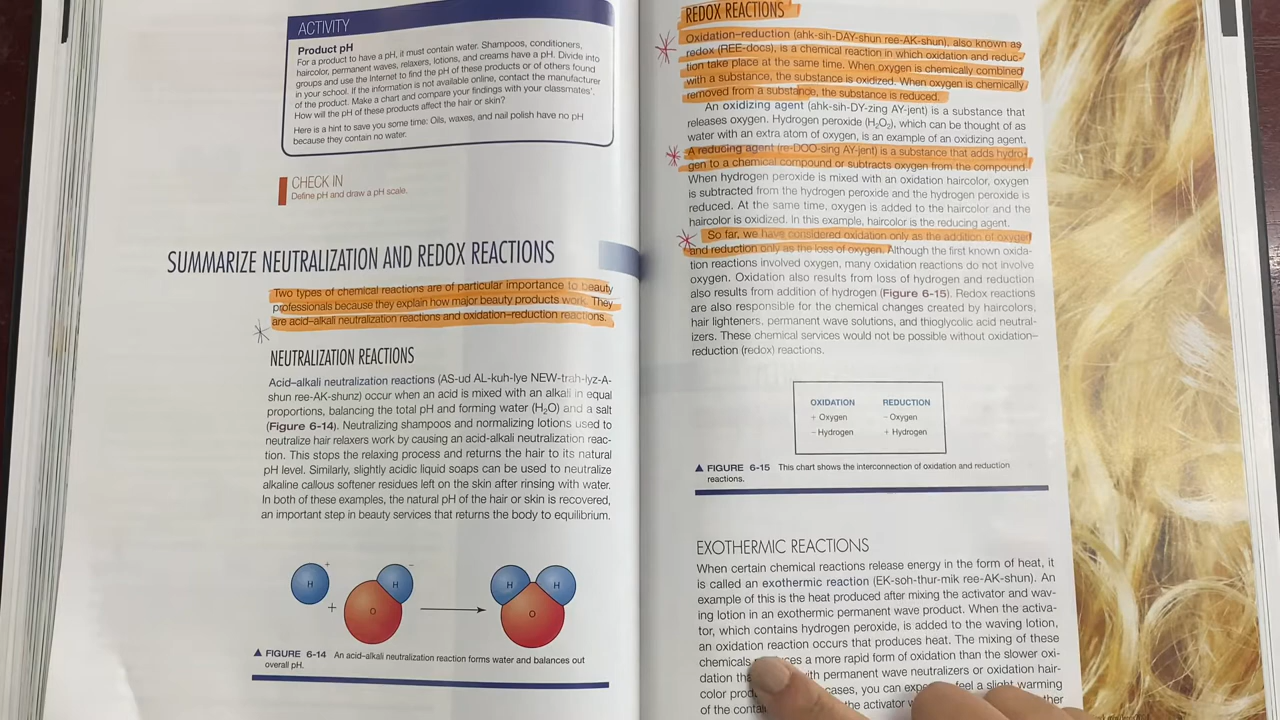 ACTIVITY
Product pH
For a product to have a pH, it must contain water. Shampoos, conditioners,
haircolor, permanent waves, relaxers, lotions, and creams have a pH. Divide into
groups and use the Internet to find the pH of these products or of others found
in your school. If the information is not available online, contact the manufacturer
of the product. Make a chart and compare your findings with your classmates'.
How will the pH of these products affect the hair or skin?
Here is a hint to save you some time: Oils, waxes, and nail polish have no pH
because they contain no water.
CHECK IN
Define pH and draw a pH scale.
SUMMARIZE NEUTRALIZATION AND REDOX REACTIONS
Two types of chemical reactions are of particular importance to beauty
professionals because they explain how major beauty products work. They
are acid–alkali neutralization reactions and oxidation–reduction reactions.
NEUTRALIZATION REACTIONS
Acid–alkali neutralization reactions (AS-ud AL-kuh-lye NEW-trah-lyz-A-
shun ree-AK-shunz) occur when an acid is mixed with an alkali in equal
proportions, balancing the total pH and forming water (H₂O) and a salt
(Figure 6-14). Neutralizing shampoos and normalizing lotions used to
neutralize hair relaxers work by causing an acid-alkali neutralization reac-
tion. This stops the relaxing process and returns the hair to its natural
pH level. Similarly, slightly acidic liquid soaps can be used to neutralize
alkaline callous softener residues left on the skin after rinsing with water.
In both of these examples, the natural pH of the hair or skin is recovered,
an important step in beauty services that returns the body to equilibrium.
H + H − O H H O
+
▲ FIGURE 6-14 An acid–alkali neutralization reaction forms water and balances out
overall pH.
REDOX REACTIONS
Oxidation–reduction (ahk-sih-DAY-shun ree-AK-shun), also known as
redox (REE-docs), is a chemical reaction in which oxidation and reduc-
tion take place at the same time. When oxygen is chemically combined
with a substance, the substance is oxidized. When oxygen is chemically
removed from a substance, the substance is reduced.
An oxidizing agent (ahk-sih-DY-zing AY-jent) is a substance that
releases oxygen. Hydrogen peroxide (H₂O₂), which can be thought of as
water with an extra atom of oxygen, is an example of an oxidizing agent.
A reducing agent (re-DOO-sing AY-jent) is a substance that adds hydro-
gen to a chemical compound or subtracts oxygen from the compound.
When hydrogen peroxide is mixed with an oxidation haircolor, oxygen
is subtracted from the hydrogen peroxide and the hydrogen peroxide is
reduced. At the same time, oxygen is added to the haircolor and the
haircolor is oxidized. In this example, haircolor is the reducing agent.
So far, we have considered oxidation only as the addition of oxygen
and reduction only as the loss of oxygen. Although the first known oxida-
tion reactions involved oxygen, many oxidation reactions do not involve
oxygen. Oxidation also results from loss of hydrogen and reduction
also results from addition of hydrogen (Figure 6-15). Redox reactions
are also responsible for the chemical changes created by haircolors,
hair lighteners, permanent wave solutions, and thioglycolic acid neutral-
izers. These chemical services would not be possible without oxidation–
reduction (redox) reactions.
OXIDATION REDUCTION
+ Oxygen − Oxygen
− Hydrogen + Hydrogen
▲ FIGURE 6-15 This chart shows the interconnection of oxidation and reduction
reactions.
EXOTHERMIC REACTIONS
When certain chemical reactions release energy in the form of heat, it
is called an exothermic reaction (EK-soh-thur-mik ree-AK-shun). An
example of this is the heat produced after mixing the activator and wav-
ing lotion in an exothermic permanent wave product. When the activa-
tor, which contains hydrogen peroxide, is added to the waving lotion,
an oxidation reaction occurs that produces heat. The mixing of these
chemicals a more rapid form of oxidation than the slower oxi-
dation with permanent wave neutralizers or oxidation hair-
color cases, you can feel a slight warming
of the the activator